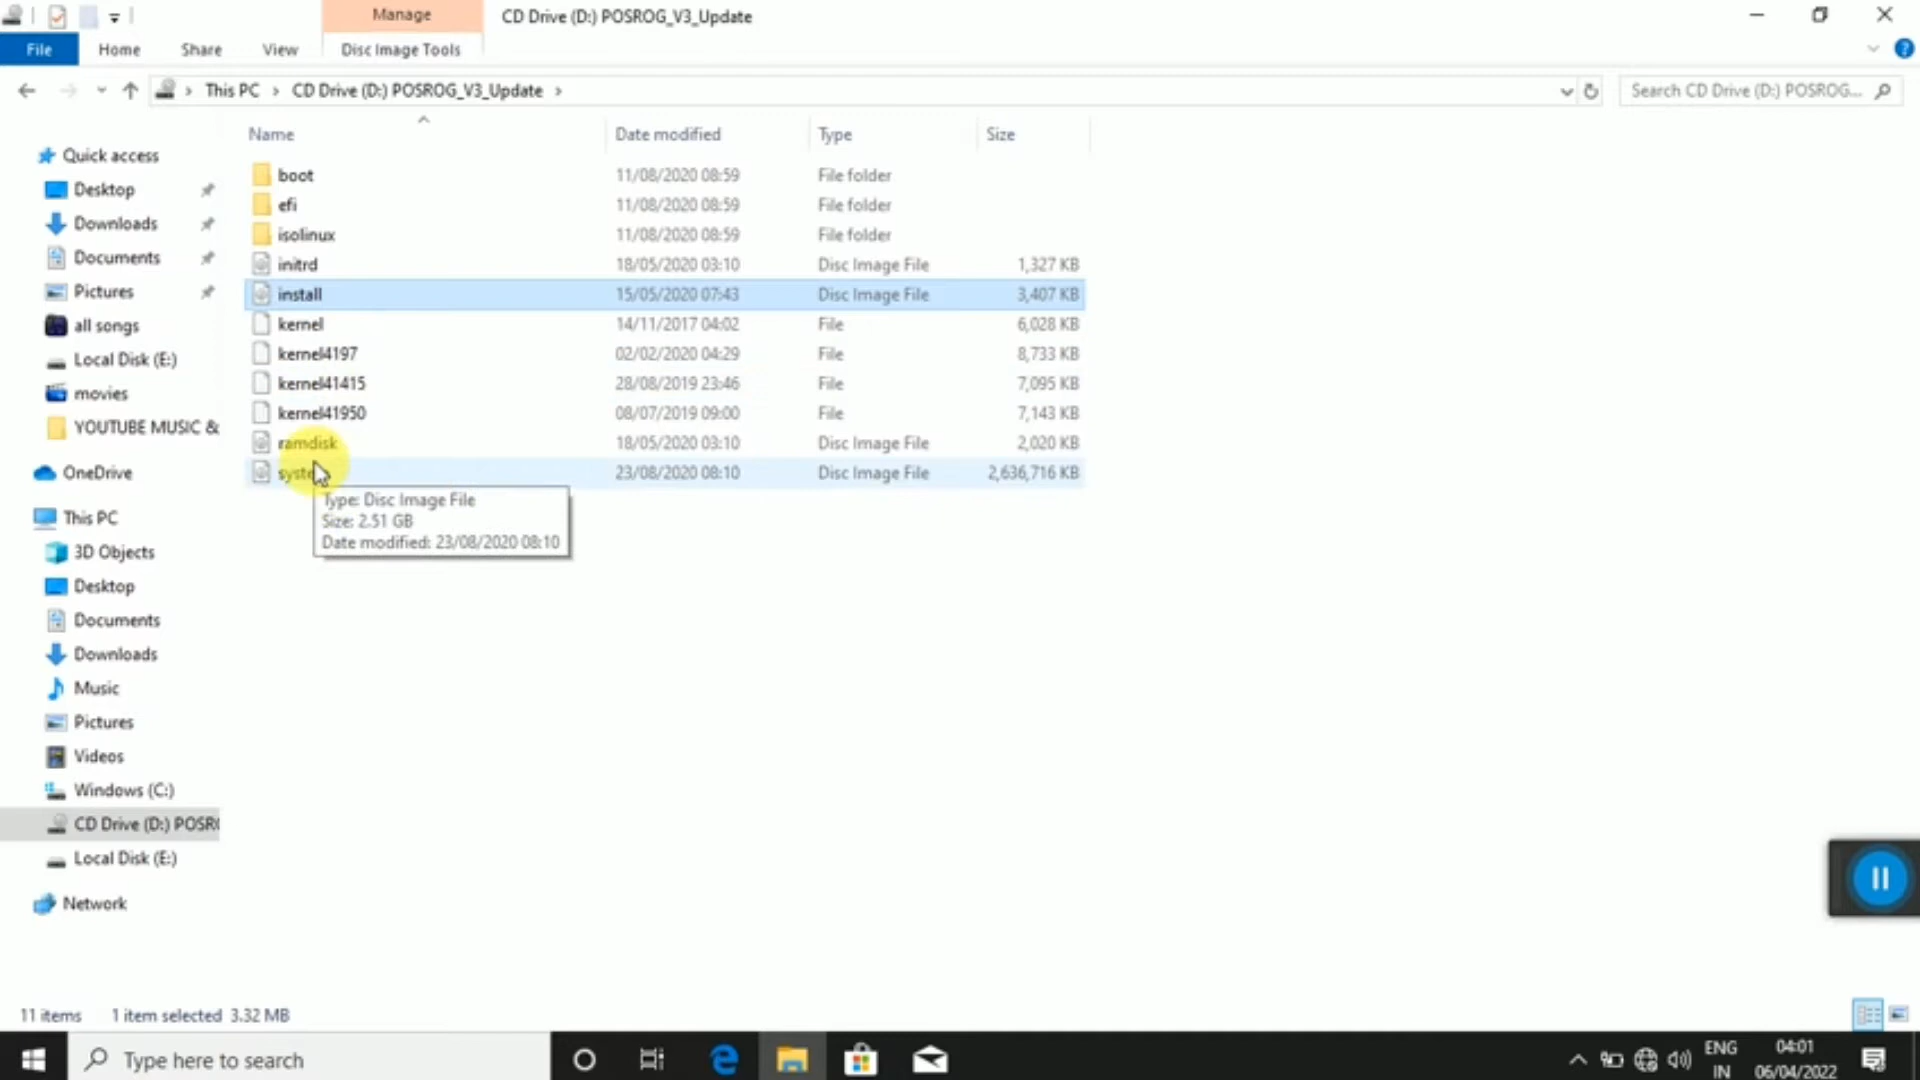 Manage
CD Drive (D:) POSROG_V3_Update
File
Home
Share
View
Disc Image Tools
This PC > CD Drive (D:) POSROG_V3_Update >
Search CD Drive (D:) POSROG...
Name
Date modified
Type
Size
Quick access
Desktop
Downloads
Documents
Pictures
all songs
Local Disk (E:)
movies
YOUTUBE MUSIC &
OneDrive
This PC
3D Objects
Desktop
Documents
Downloads
Music
Pictures
Videos
Windows (C:)
CD Drive (D:) POSR
Local Disk (E:)
Network
boot 11/08/2020 08:59 File folder
efi 11/08/2020 08:59 File folder
isolinux 11/08/2020 08:59 File folder
initrd 18/05/2020 03:10 Disc Image File 1,327 KB
install 15/05/2020 07:43 Disc Image File 3,407 KB
kernel 14/11/2017 04:02 File 6,028 KB
kernel4197 02/02/2020 04:29 File 8,733 KB
kernel41415 28/08/2019 23:46 File 7,095 KB
kernel41950 08/07/2019 09:00 File 7,143 KB
ramdisk 18/05/2020 03:10 Disc Image File 2,020 KB
syste 23/08/2020 08:10 Disc Image File 2,636,716 KB
Type: Disc Image File
Size: 2.51 GB
Date modified: 23/08/2020 08:10
11 items 1 item selected 3.32 MB
Type here to search
ENG
IN
04:01
06/04/2022